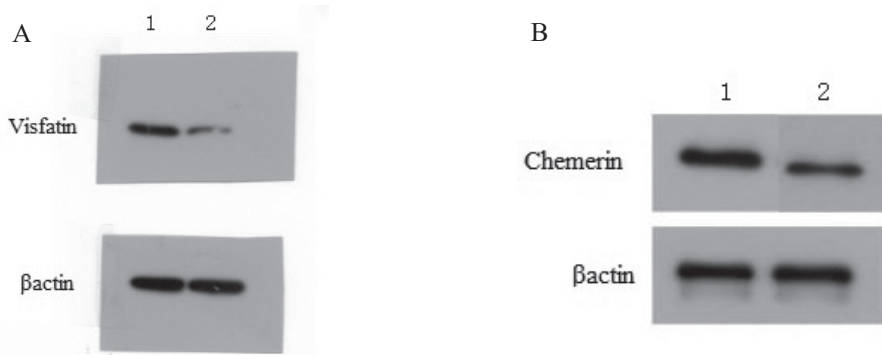 A
1 2
Visfatin
βactin
B
1 2
Chemerin
βactin